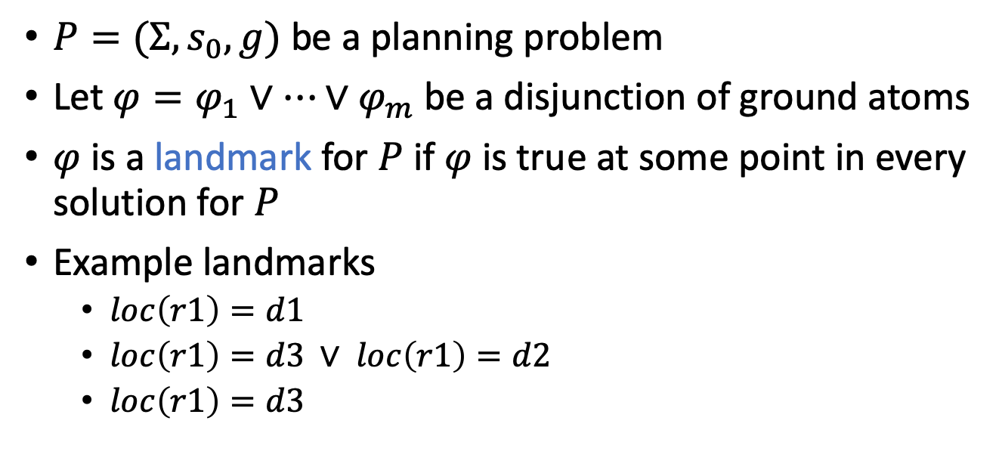 • P = (Σ, s₀, g) be a planning problem
• Let φ = φ₁ ∨ ⋯ ∨ φₘ be a disjunction of ground atoms
• φ is a landmark for P if φ is true at some point in every
solution for P
• Example landmarks
• loc(r1) = d1
• loc(r1) = d3 ∨ loc(r1) = d2
• loc(r1) = d3